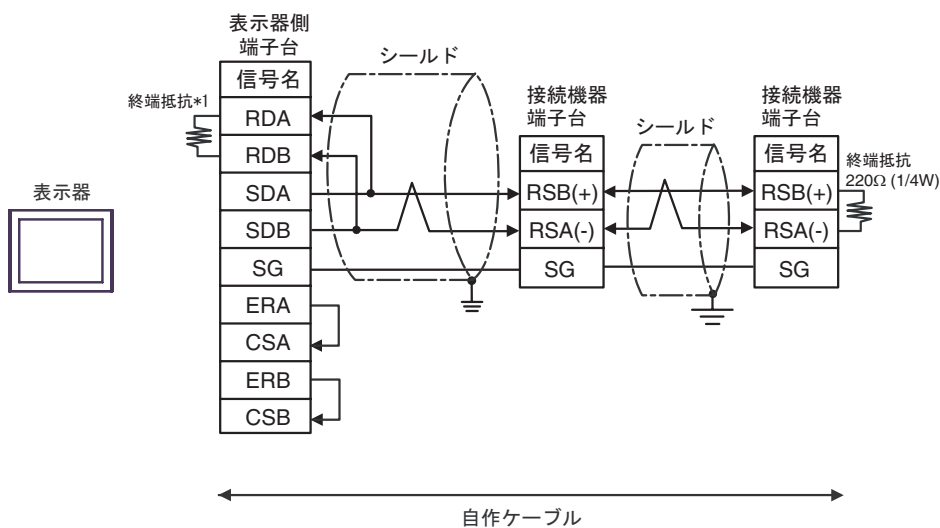 表示器側
端子台
信号名
終端抵抗*1
RDA
RDB
SDA
SDB
SG
ERA
CSA
ERB
CSB
表示器
シールド
接続機器
端子台
信号名
RSB(+)
RSA(-)
SG
シールド
接続機器
端子台
信号名
RSB(+)
RSA(-)
SG
終端抵抗
220Ω (1/4W)
自作ケーブル